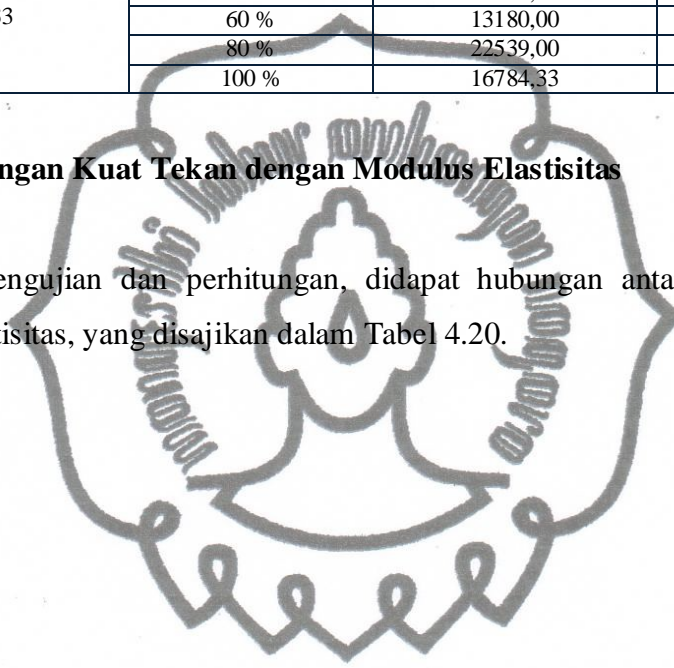 60 % 13180,00
80 % 22539,00
100 % 16784,33
ngan Kuat Tekan dengan Modulus Elastisitas
engujian dan perhitungan, didapat hubungan anta
tisitas, yang disajikan dalam Tabel 4.20.